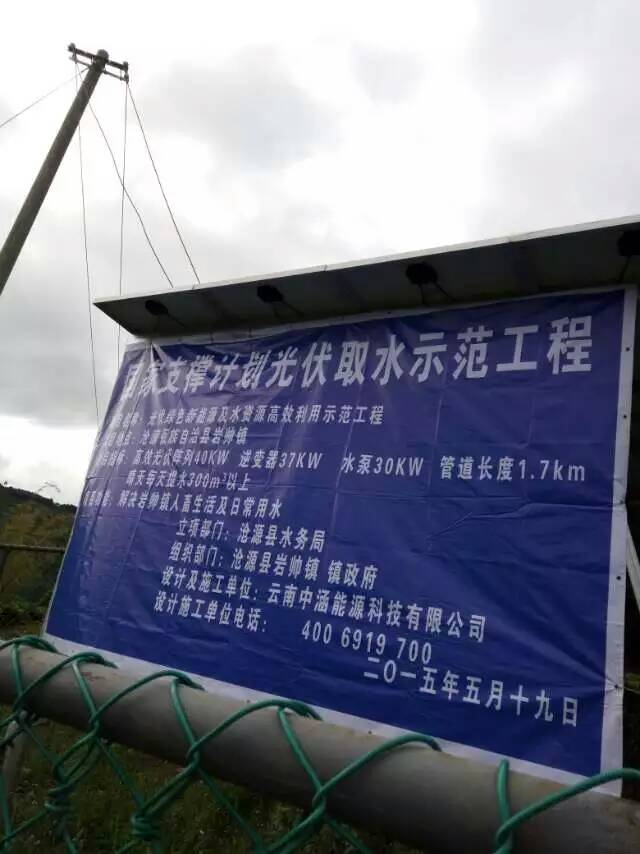 国家支撑计划光伏取水示范工程
名称：光伏绿色新能源及水资源高效利用示范工程
地点：沧源佤族自治县岩帅镇
指标：高效光伏阵列40KW 逆变器37KW 水泵30KW 管道长度1.7km
晴天每天提水300m³以上
解决岩帅镇人畜生活及日常用水
立项部门：沧源县水务局
组织部门：沧源县岩帅镇 镇政府
设计及施工单位：云南中涵能源科技有限公司
设计施工单位电话： 400 6919 700
二〇一五年五月十九日